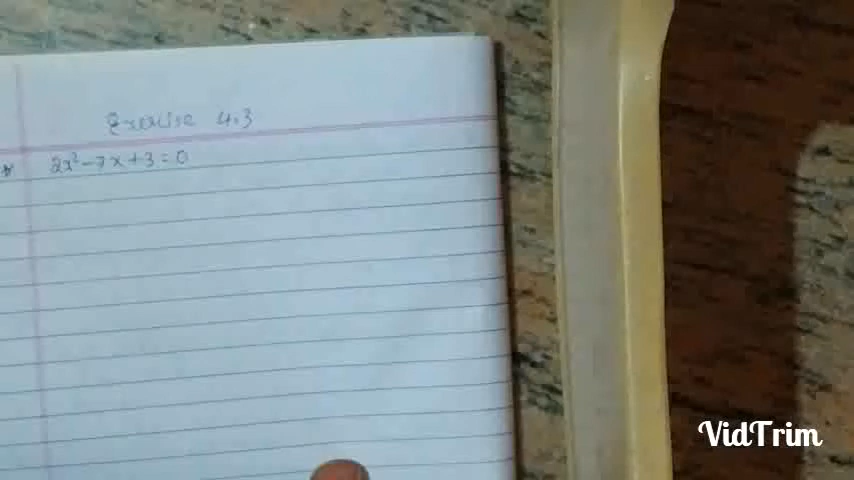 Exercise 4.3
2x² - 7x + 3 = 0
VidTrim